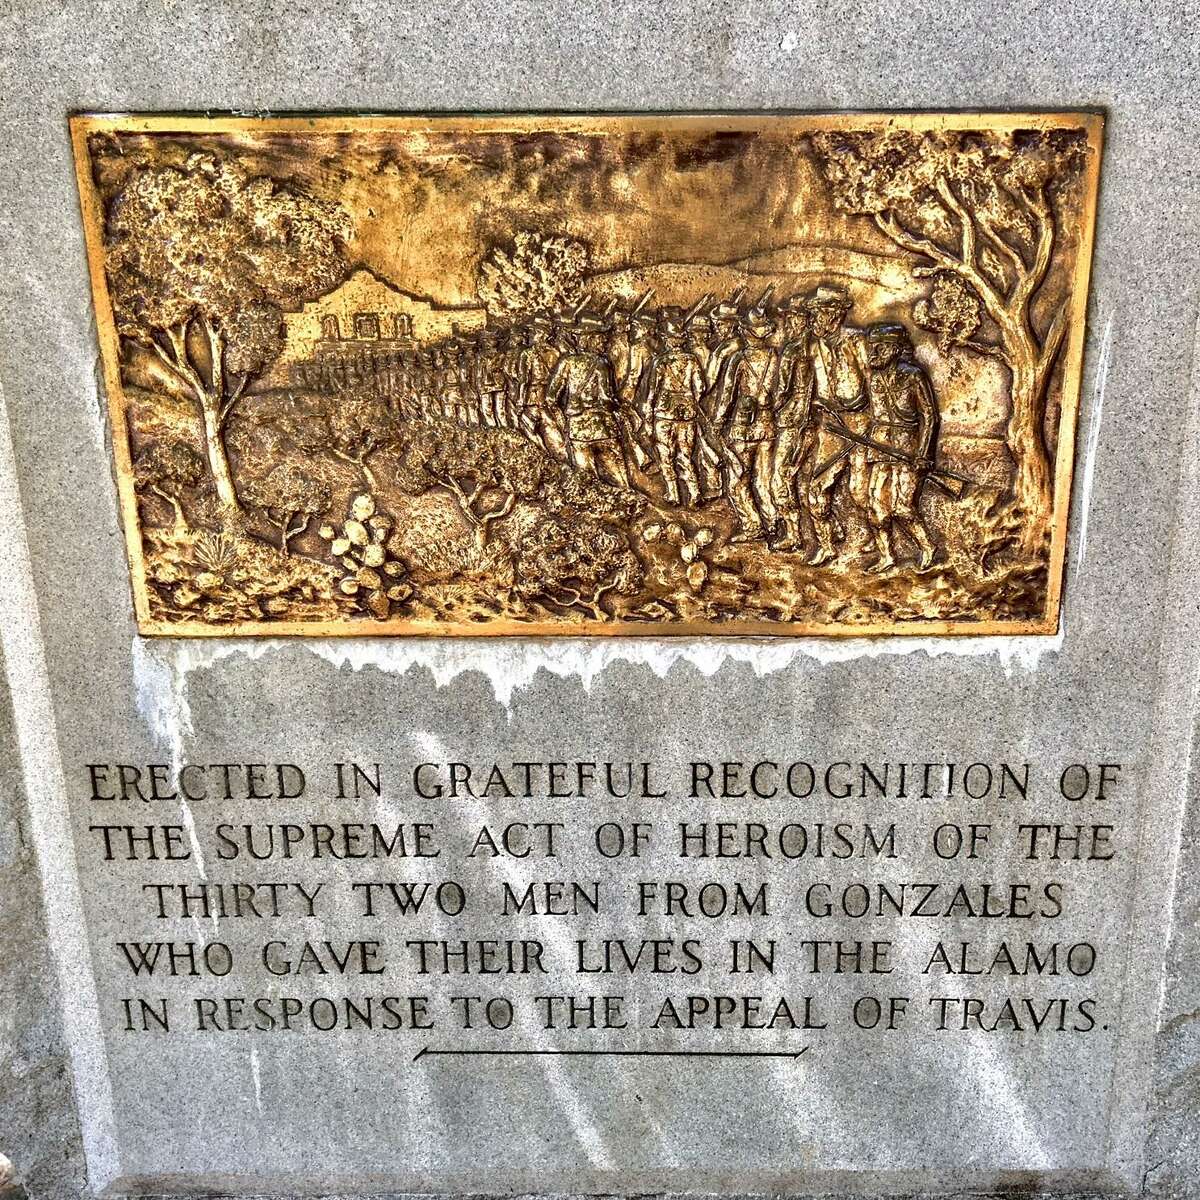 ERECTED IN GRATEFUL RECOGNITION OF
THE SUPREME ACT OF HEROISM OF THE
THIRTY TWO MEN FROM GONZALES
WHO GAVE THEIR LIVES IN THE ALAMO
IN RESPONSE TO THE APPEAL OF TRAVIS.